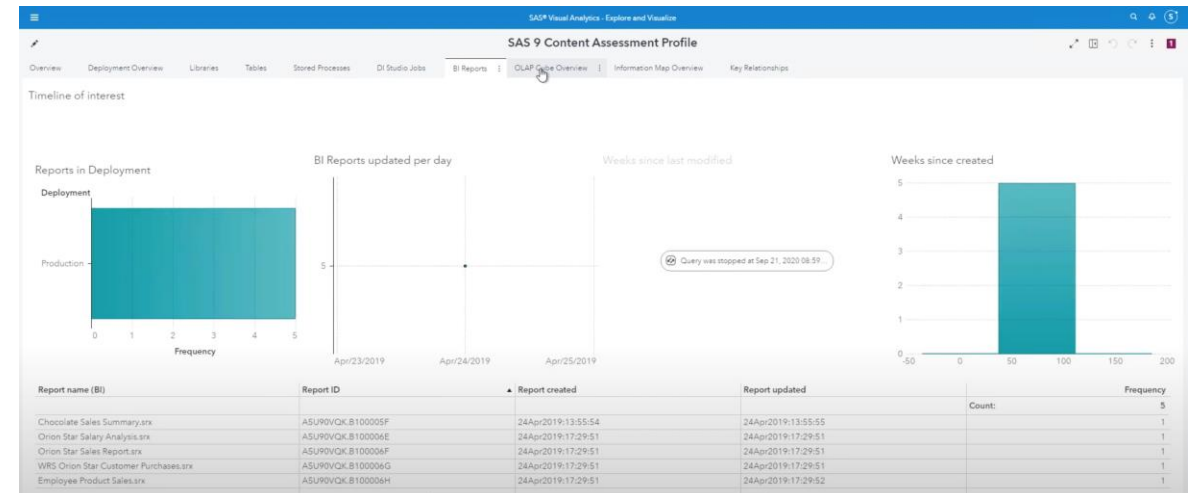 SAS® Visual Analytics - Explore and Visualize
S
SAS 9 Content Assessment Profile
1
Overview Deployment Overview Libraries Tables Stored Processes DI Studio Jobs BI Reports OLAP Cube Overview Information Map Overview Key Relationships
Timeline of interest
Reports in Deployment
Deployment
Production
0 1 2 3 4 5
Frequency
BI Reports updated per day
5
Apr/23/2019 Apr/24/2019 Apr/25/2019
Weeks since last modified
Query was stopped at Sep 21, 2020 08:59...
Weeks since created
5
4
3
2
1
0
-50 0 50 100 150 200
Report name (BI) Report ID Report created Report updated Frequency
Count: 5
Chocolate Sales Summary.srx A5U90VQK.B100005F 24Apr2019:13:55:54 24Apr2019:13:55:55 1
Orion Star Salary Analysis.srx A5U90VQK.B100006E 24Apr2019:17:29:51 24Apr2019:17:29:51 1
Orion Star Sales Report.srx A5U90VQK.B100006F 24Apr2019:17:29:51 24Apr2019:17:29:51 1
WRS Orion Star Customer Purchases.srx A5U90VQK.B100006G 24Apr2019:17:29:51 24Apr2019:17:29:51 1
Employee Product Sales.srx A5U90VQK.B100006H 24Apr2019:17:29:51 24Apr2019:17:29:52 1